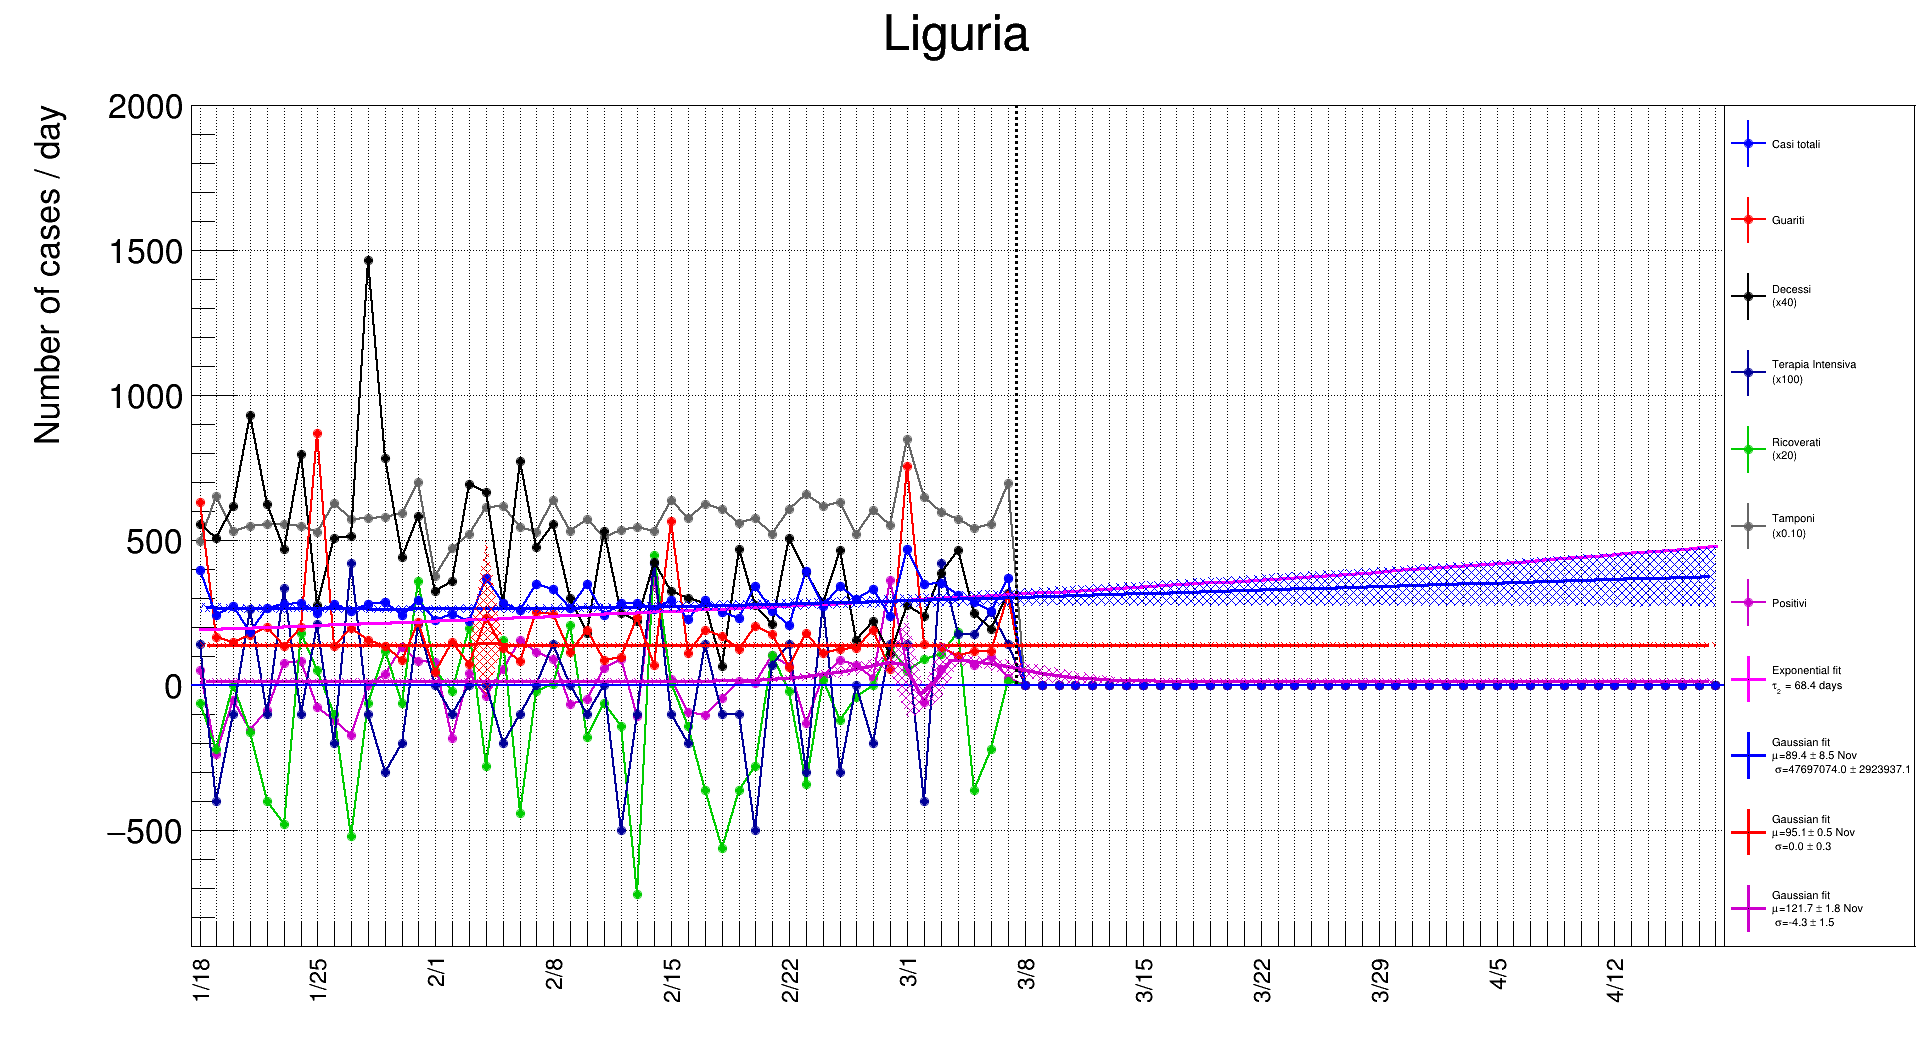 Liguria
Number of cases / day
2000
1500
1000
500
0
−500
1/18
1/25
2/1
2/8
2/15
2/22
3/1
3/8
3/15
3/22
3/29
4/5
4/12
Casi totali
Guariti
Decessi
(x40)
Terapia Intensiva
(x100)
Ricoverati
(x20)
Tamponi
(x0.10)
Positivi
Exponential fit
τ₂ = 68.4 days
Gaussian fit
μ=89.4 ± 8.5 Nov
σ=47697074.0 ± 2923937.1
Gaussian fit
μ=95.1 ± 0.5 Nov
σ=0.0 ± 0.3
Gaussian fit
μ=121.7 ± 1.8 Nov
σ=-4.3 ± 1.5